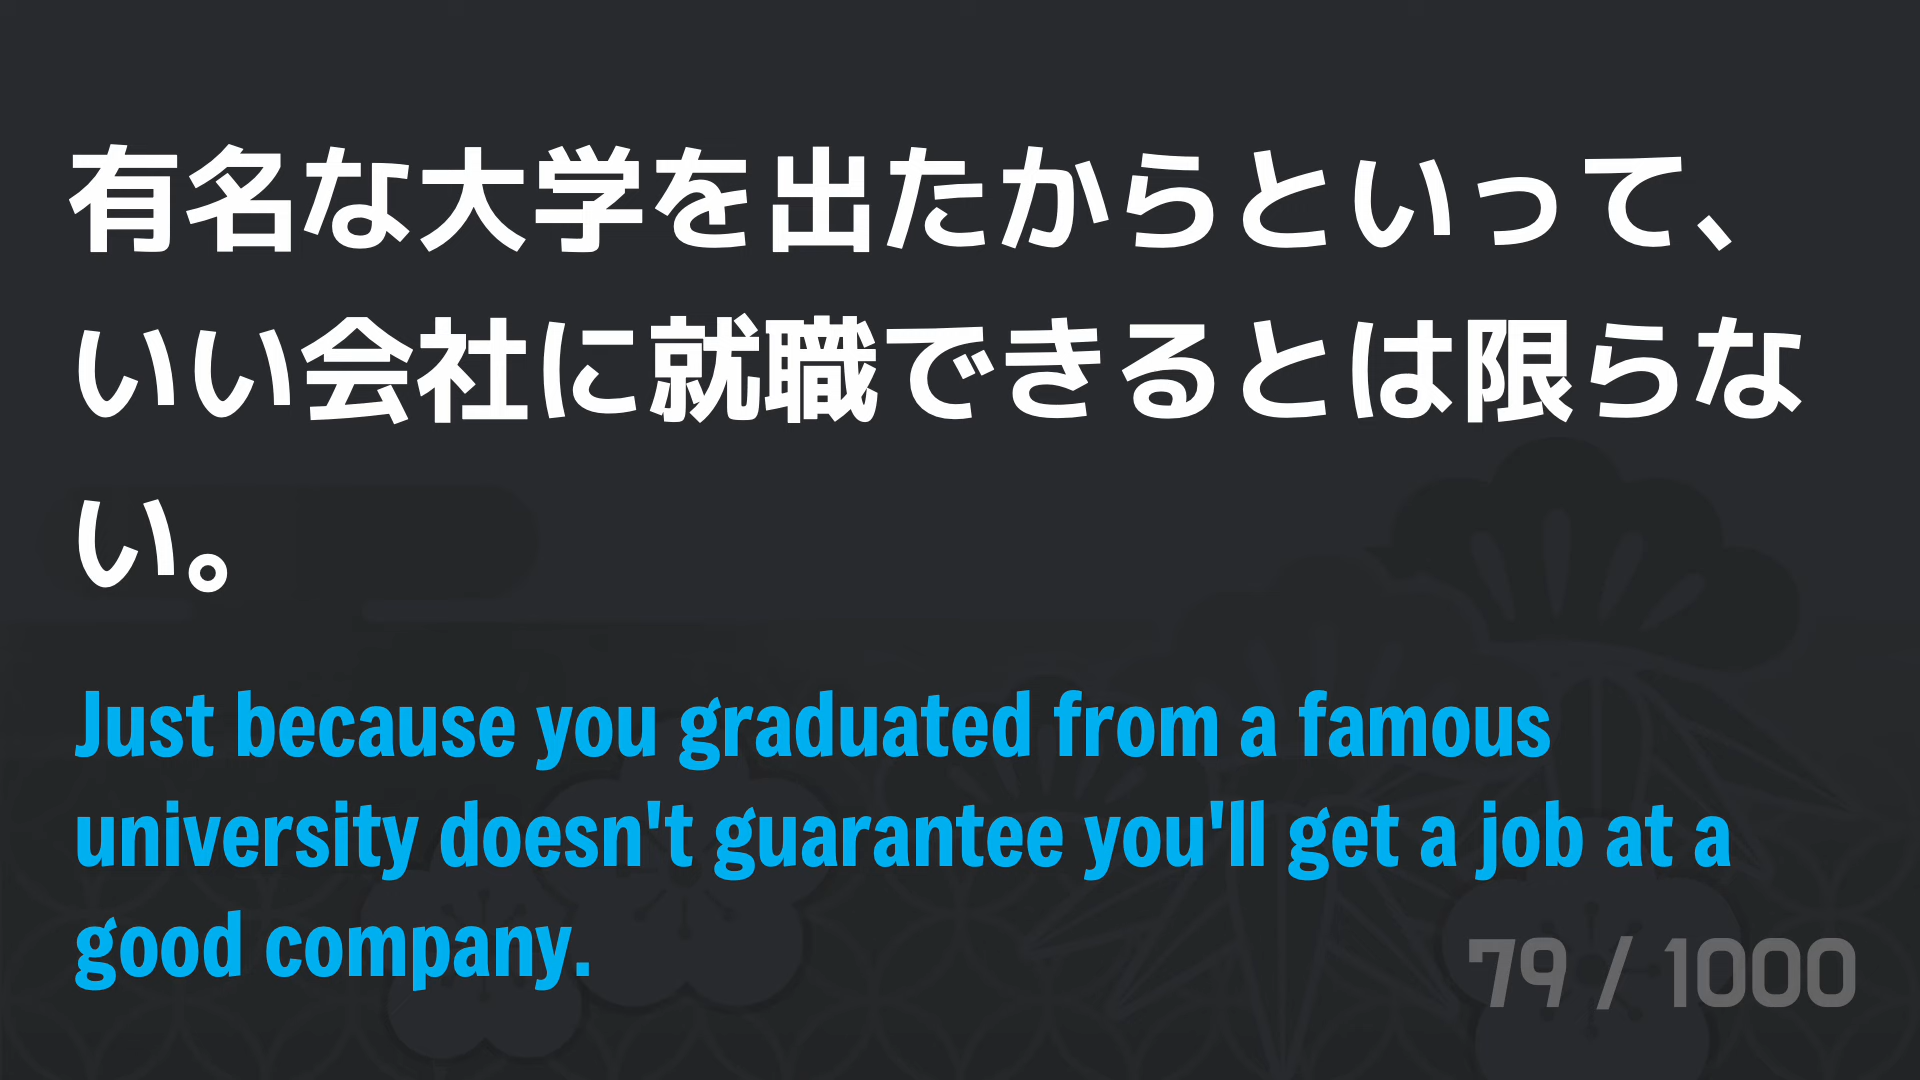 有名な大学を出たからといって、
いい会社に就職できるとは限らな
い。
Just because you graduated from a famous
university doesn't guarantee you'll get a job at a
good company.
79 / 1000